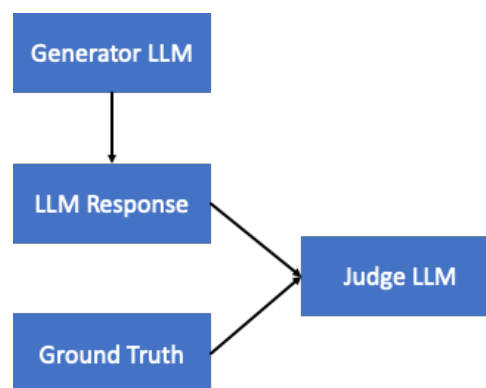 Generator LLM
LLM Response
Judge LLM
Ground Truth